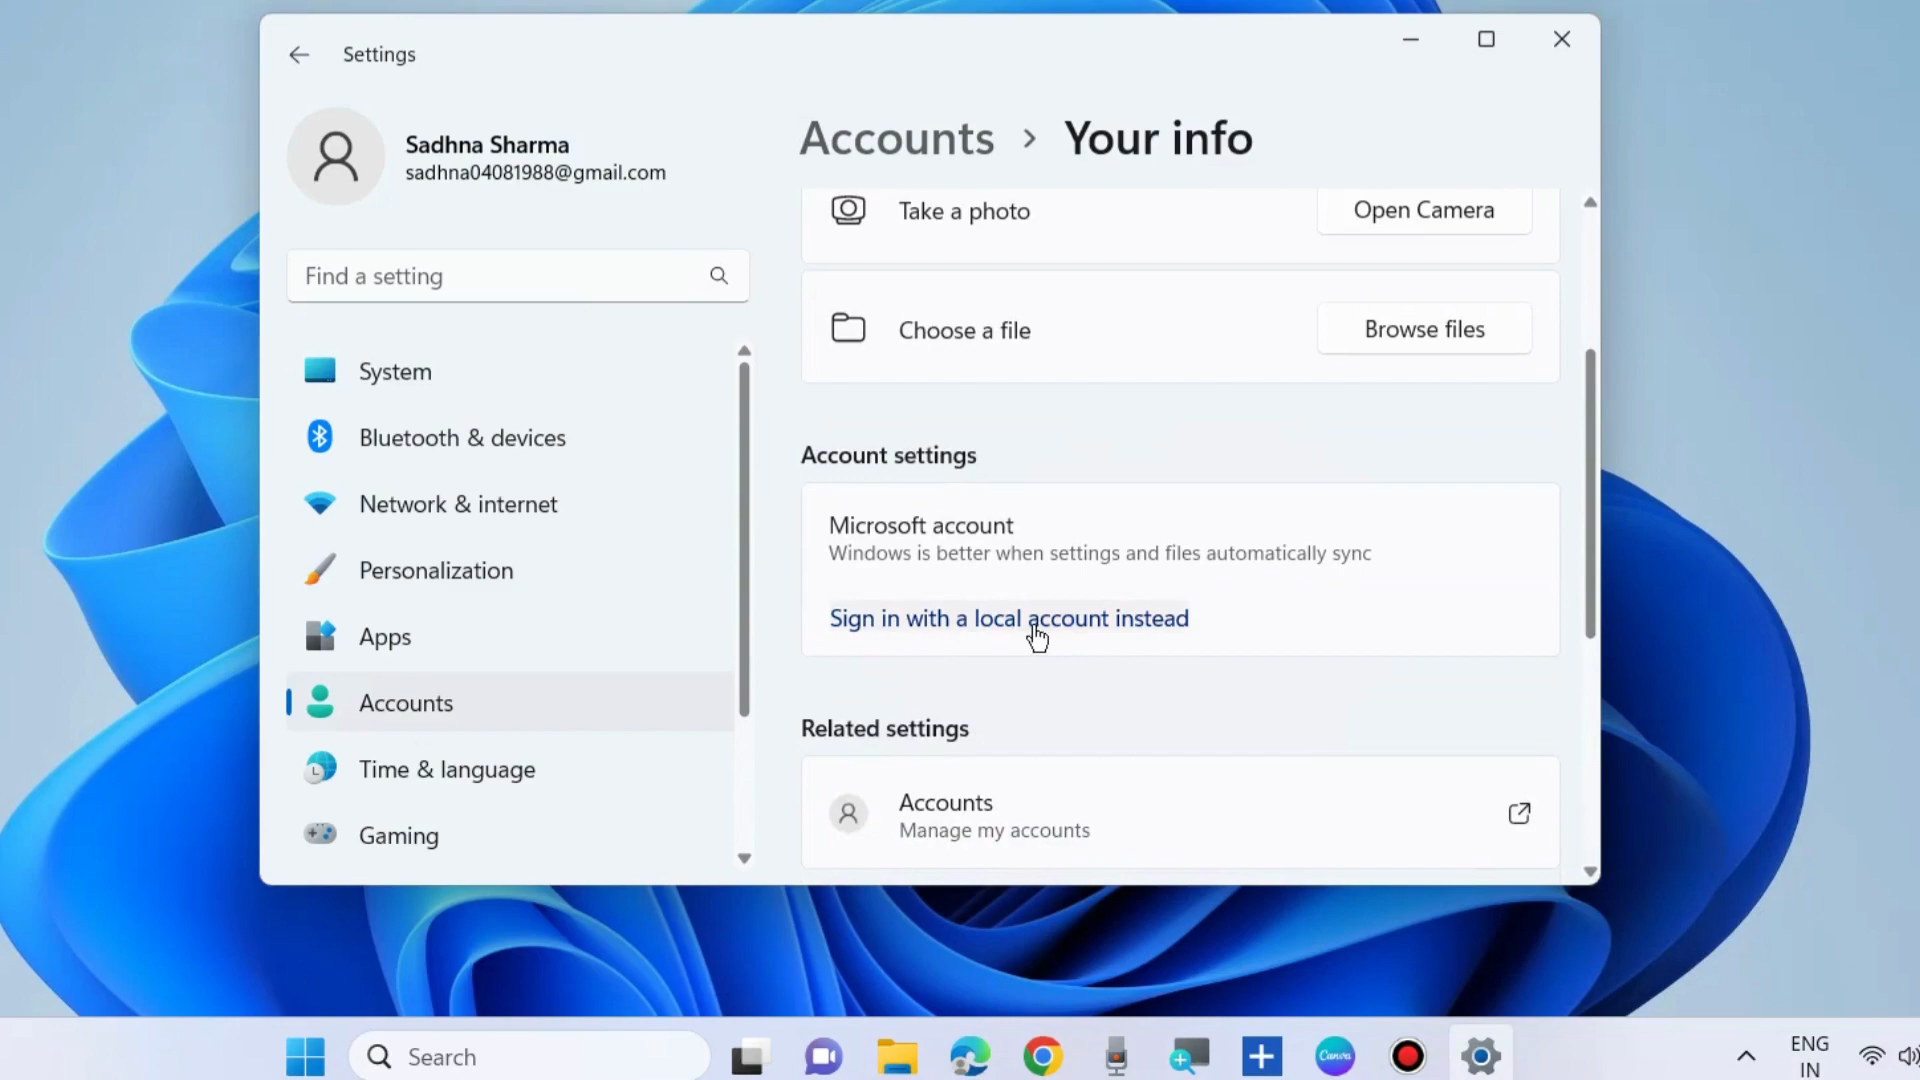 Settings
Sadhna Sharma
sadhna04081988@gmail.com
Find a setting
System
Bluetooth & devices
Network & internet
Personalization
Apps
Accounts
Time & language
Gaming
Accounts > Your info
Take a photo
Open Camera
Choose a file
Browse files
Account settings
Microsoft account
Windows is better when settings and files automatically sync
Sign in with a local account instead
Related settings
Accounts
Manage my accounts
Search
Canva
ENG
IN